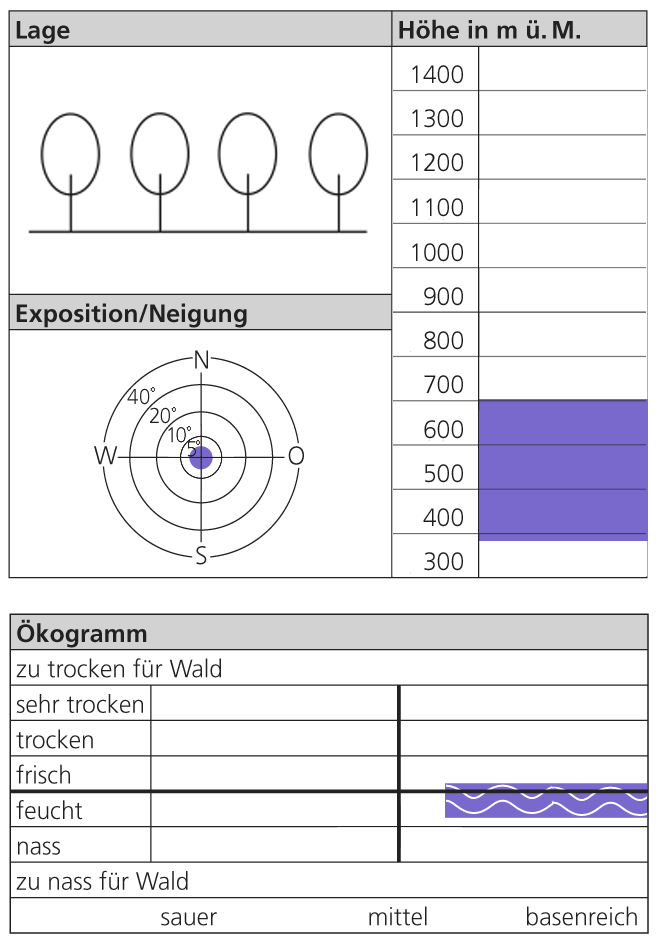 Lage
Höhe in m ü. M.
1400
1300
1200
1100
1000
900
800
700
600
500
400
300
Exposition/Neigung
N
40°
20°
10°
5°
W
O
S
Ökogramm
zu trocken für Wald
sehr trocken
trocken
frisch
feucht
nass
zu nass für Wald
sauer mittel basenreich